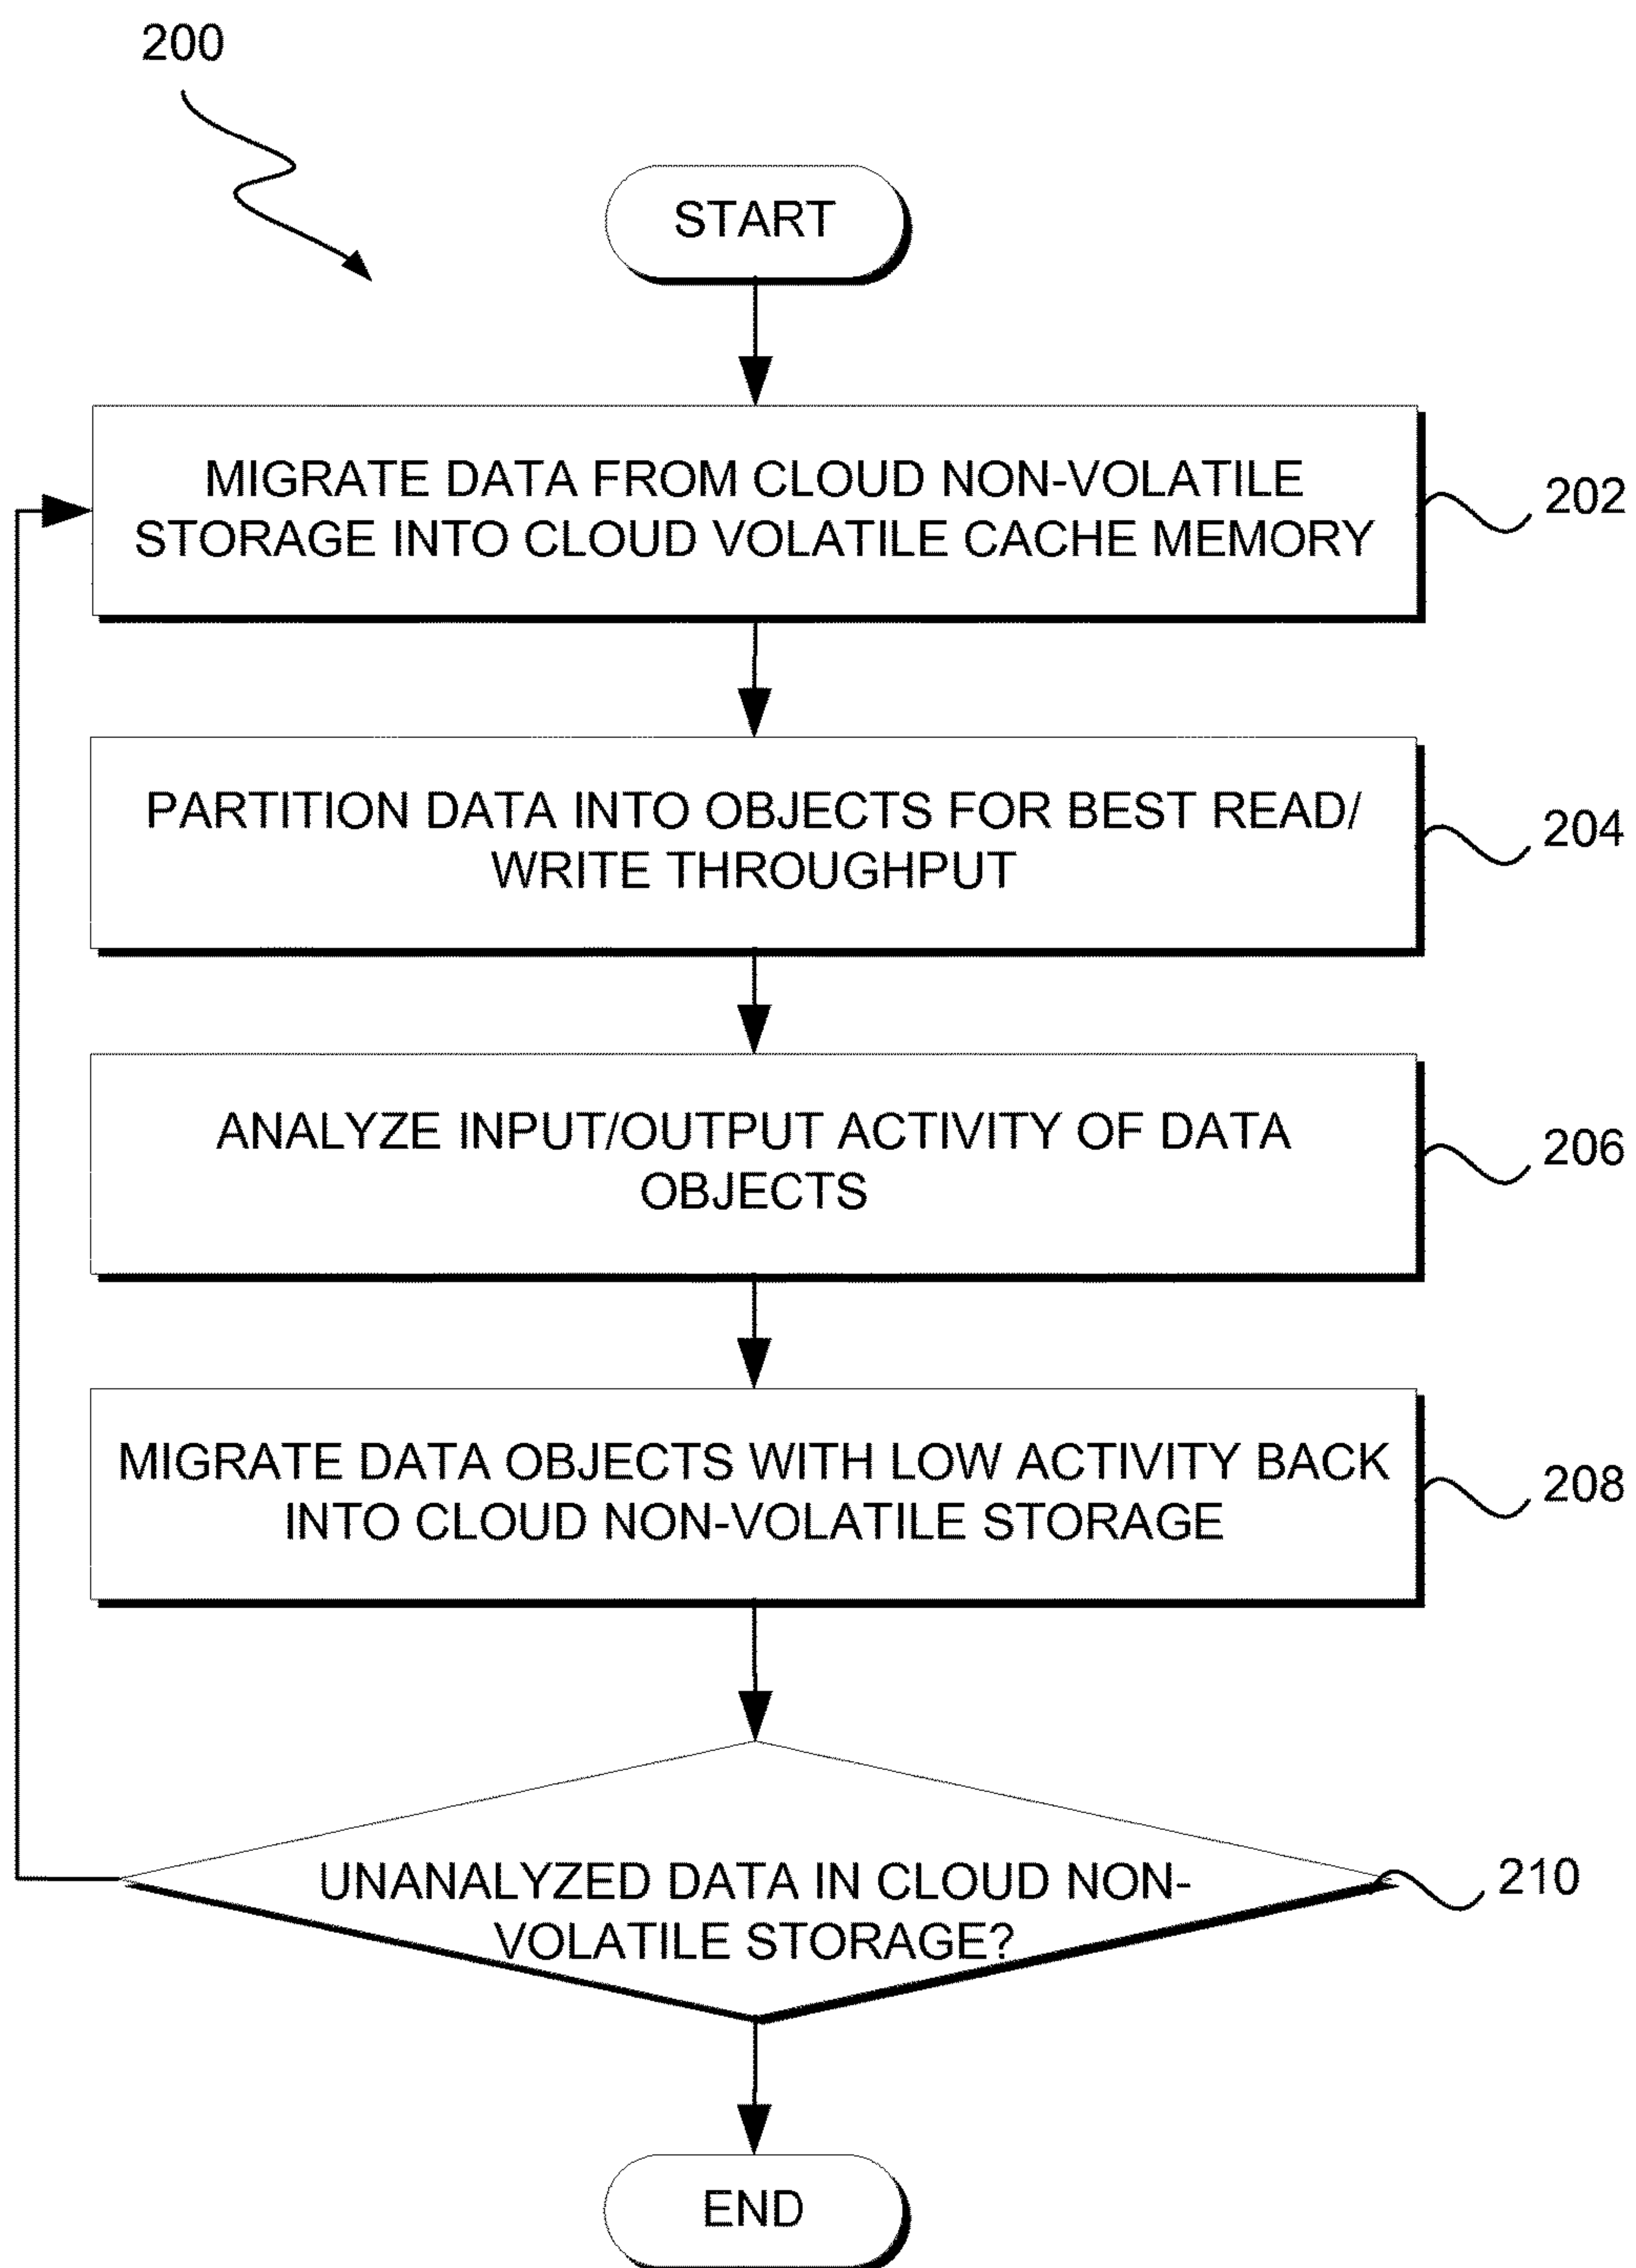 200
START
MIGRATE DATA FROM CLOUD NON-VOLATILE
STORAGE INTO CLOUD VOLATILE CACHE MEMORY
202
PARTITION DATA INTO OBJECTS FOR BEST READ/
WRITE THROUGHPUT
204
ANALYZE INPUT/OUTPUT ACTIVITY OF DATA
OBJECTS
206
MIGRATE DATA OBJECTS WITH LOW ACTIVITY BACK
INTO CLOUD NON-VOLATILE STORAGE
208
UNANALYZED DATA IN CLOUD NON-
VOLATILE STORAGE?
210
END